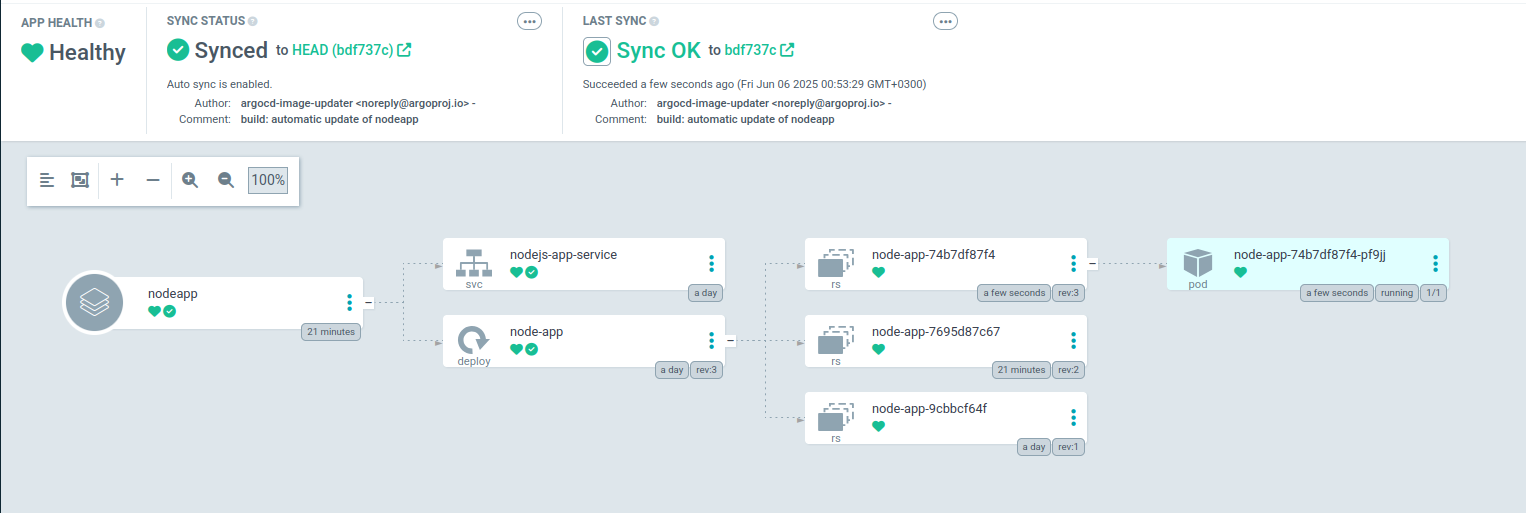 APP HEALTH
Healthy
SYNC STATUS
Synced to HEAD (bdf737c)
Auto sync is enabled.
Author: argocd-image-updater <noreply@argoproj.io> -
Comment: build: automatic update of nodeapp
LAST SYNC
Sync OK to bdf737c
Succeeded a few seconds ago (Fri Jun 06 2025 00:53:29 GMT+0300)
Author: argocd-image-updater <noreply@argoproj.io> -
Comment: build: automatic update of nodeapp
100%
nodeapp
21 minutes
nodejs-app-service
svc
a day
node-app
deploy
a day rev:3
node-app-74b7df87f4
rs
a few seconds rev:3
node-app-7695d87c67
rs
21 minutes rev:2
node-app-9cbbcf64f
rs
a day rev:1
node-app-74b7df87f4-pf9jj
pod
a few seconds running 1/1